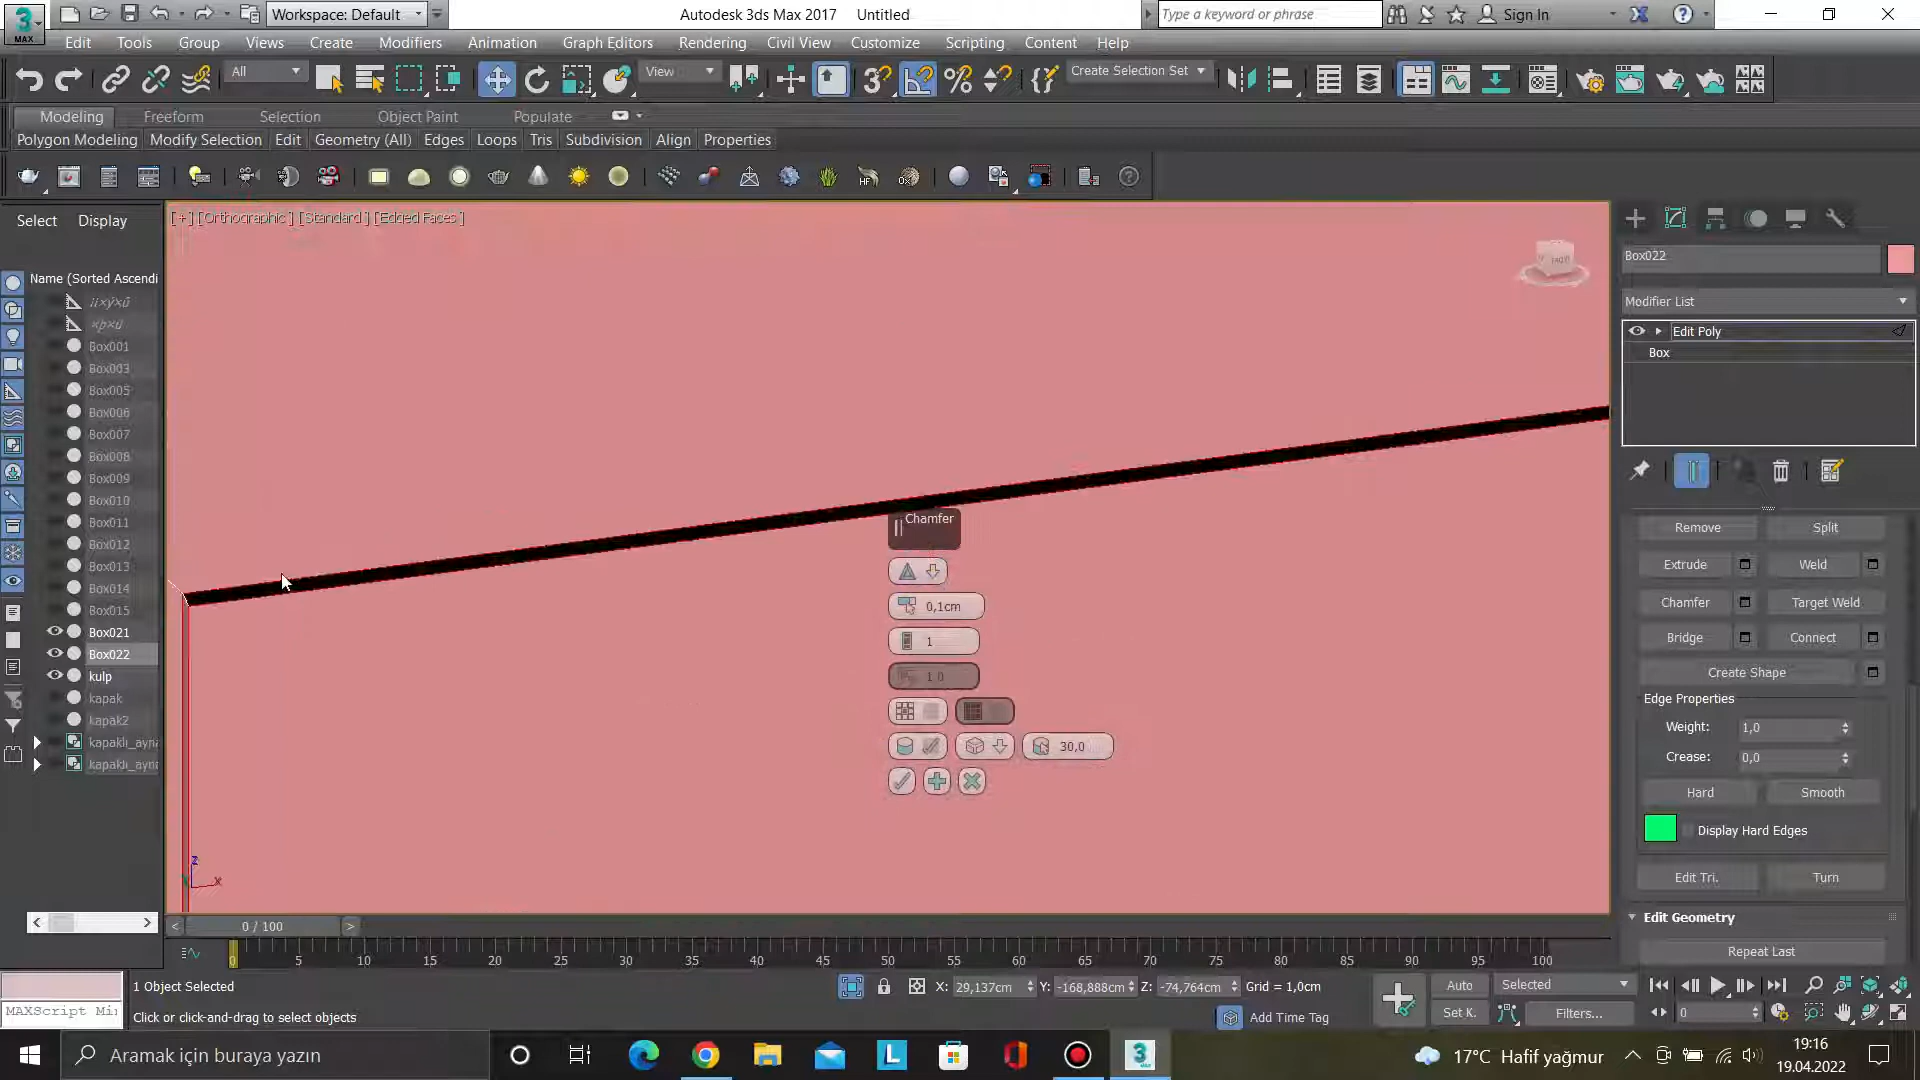 3
MAX
Workspace: Default
Autodesk 3ds Max 2017    Untitled
Type a keyword or phrase
Sign In
Edit Tools Group Views Create Modifiers Animation Graph Editors Rendering Civil View Customize Scripting Content Help
All
View
Create Selection Set
Modeling Freeform Selection Object Paint Populate
Polygon Modeling Modify Selection Edit Geometry (All) Edges Loops Tris Subdivision Align Properties
Select Display
[+] [Orthographic] [Standard] [Edged Faces]
Name (Sorted Ascendi
Box001
Box003
Box005
Box006
Box007
Box008
Box009
Box010
Box011
Box012
Box013
Box014
Box015
Box021
Box022
kulp
kapak
kapak2
kapaklı_ayna
kapaklı_ayna
Chamfer
0,1cm
1
1,0
30,0
z
x
Box022
Modifier List
Edit Poly
Box
Remove Split
Extrude Weld
Chamfer Target Weld
Bridge Connect
Create Shape
Edge Properties
Weight: 1,0
Crease: 0,0
Hard Smooth
Display Hard Edges
Edit Tri. Turn
Edit Geometry
Repeat Last
< 0 / 100 >
0 5 10 15 20 25 30 35 40 45 50 55 60 65 70 75 80 85 90 95 100
1 Object Selected
X: 29,137cm Y: -168,888cm Z: -74,764cm Grid = 1,0cm
Auto Selected
MAXScript Mi
Click or click-and-drag to select objects
Add Time Tag
Set K. Filters...
0
Aramak için buraya yazın
17°C Hafif yağmur
19:16
19.04.2022